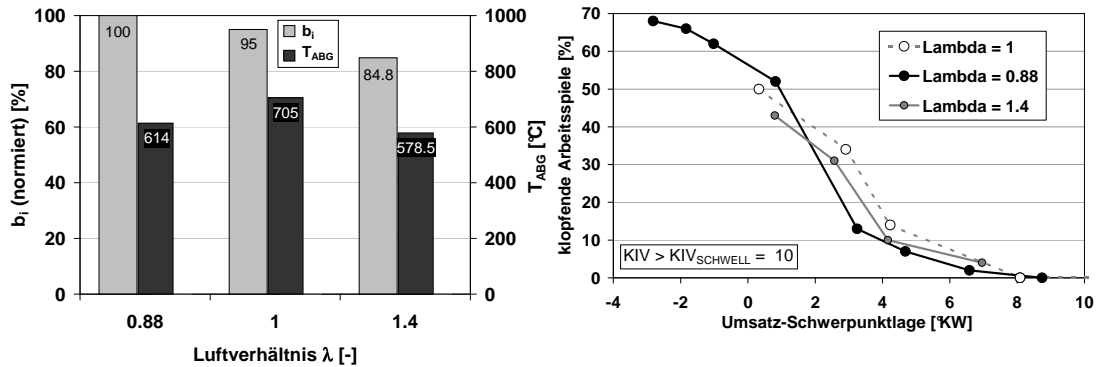 b_i (normiert) [%]
100
80
60
40
20
0
100
614
95
705
84.8
578.5
b_i
T_ABG
1000
800
600
400
200
0
T_ABG [°C]
0.88 1 1.4
Luftverhältnis λ [-]
klopfende Arbeitsspiele [%]
70
60
50
40
30
20
10
0
Lambda = 1
Lambda = 0.88
Lambda = 1.4
KIV > KIV_SCHWELL = 10
-4 -2 0 2 4 6 8 10
Umsatz-Schwerpunktlage [°KW]